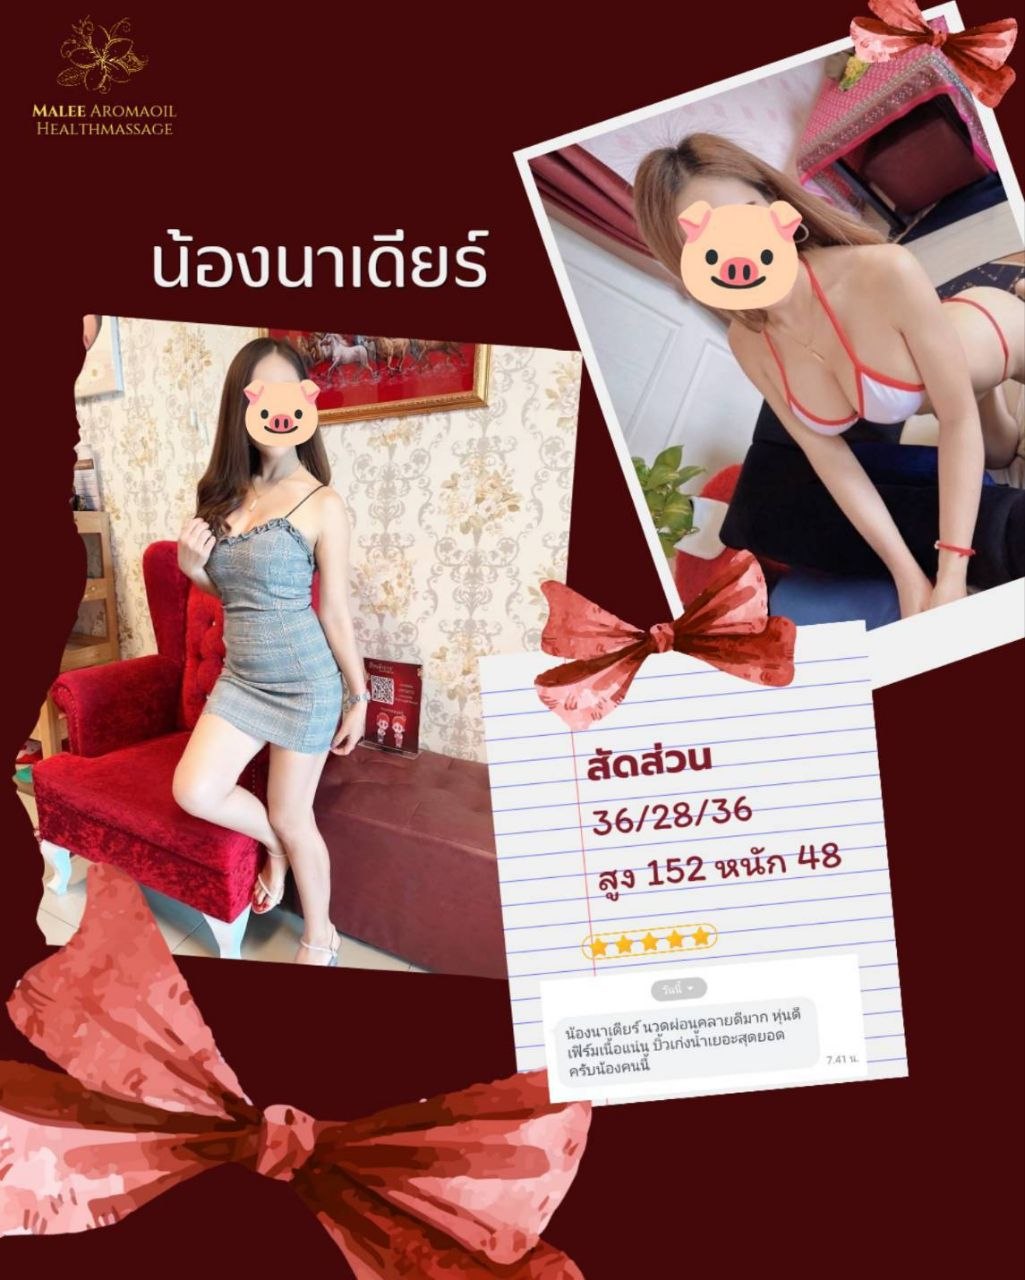 MALEE AROMAOIL
HEALTHMASSAGE
น้องนาเดียร์
สัดส่วน
36/28/36
สูง 152 หนัก 48
วันนี้
น้องนาเดียร์ นวดผ่อนคลายดีมาก หุ่นดี
เฟิร์มเนื้อแน่น บิ้วเก่งน้ำเยอะสุดยอด
ครับน้องคนนี้
7.41 น.